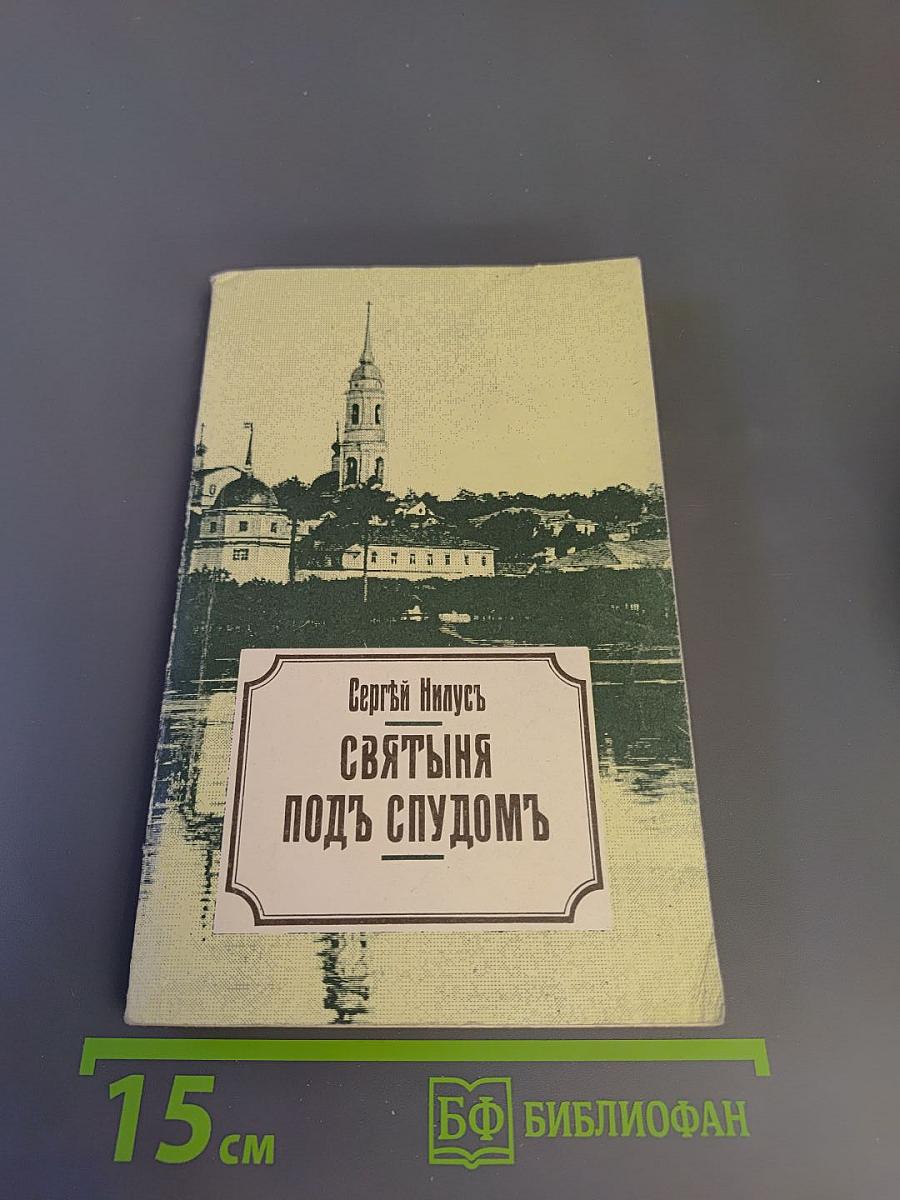 Сергѣй Нилусъ
СВЯТЫНЯ
ПОДЪ СПУДОМЪ
15 см
БФ БИБЛИОФАН